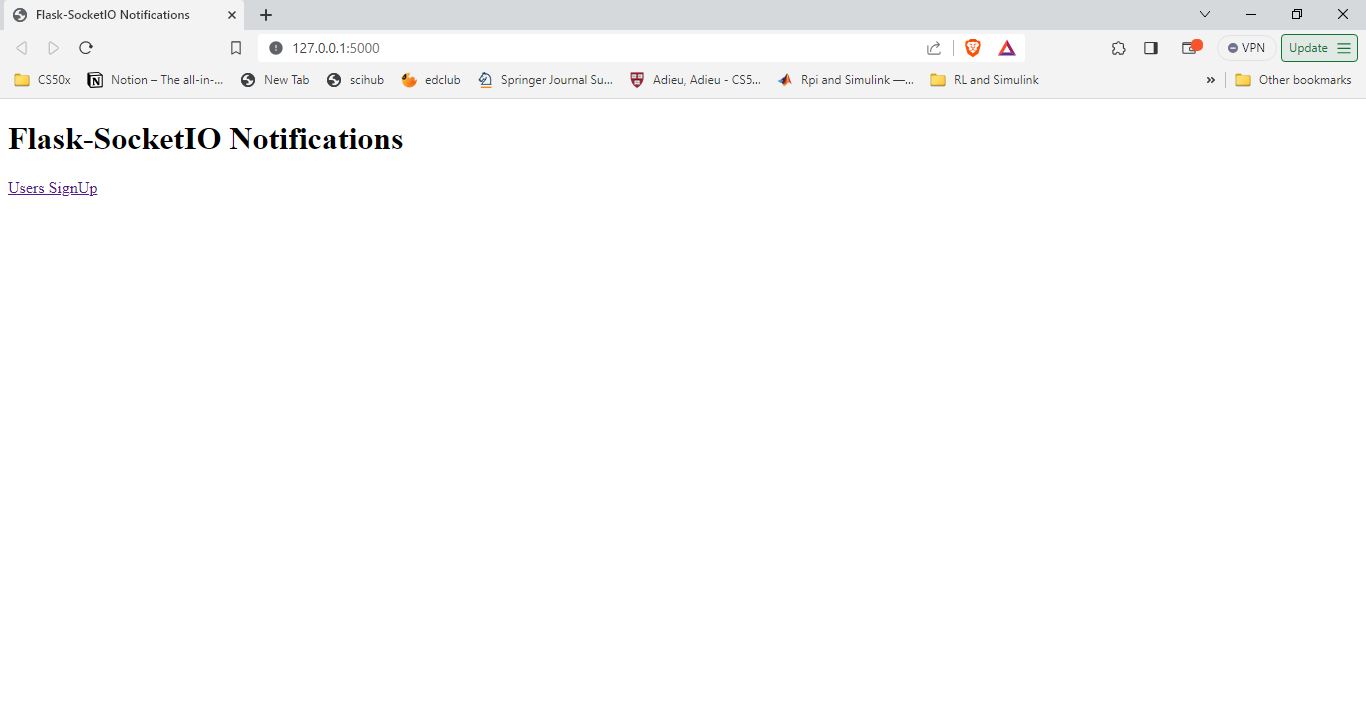 Flask-SocketIO Notifications
127.0.0.1:5000
VPN
Update
CS50x
Notion – The all-in-...
New Tab
scihub
edclub
Springer Journal Su...
Adieu, Adieu - CS5...
Rpi and Simulink —...
RL and Simulink
»
Other bookmarks
Flask-SocketIO Notifications
Users SignUp